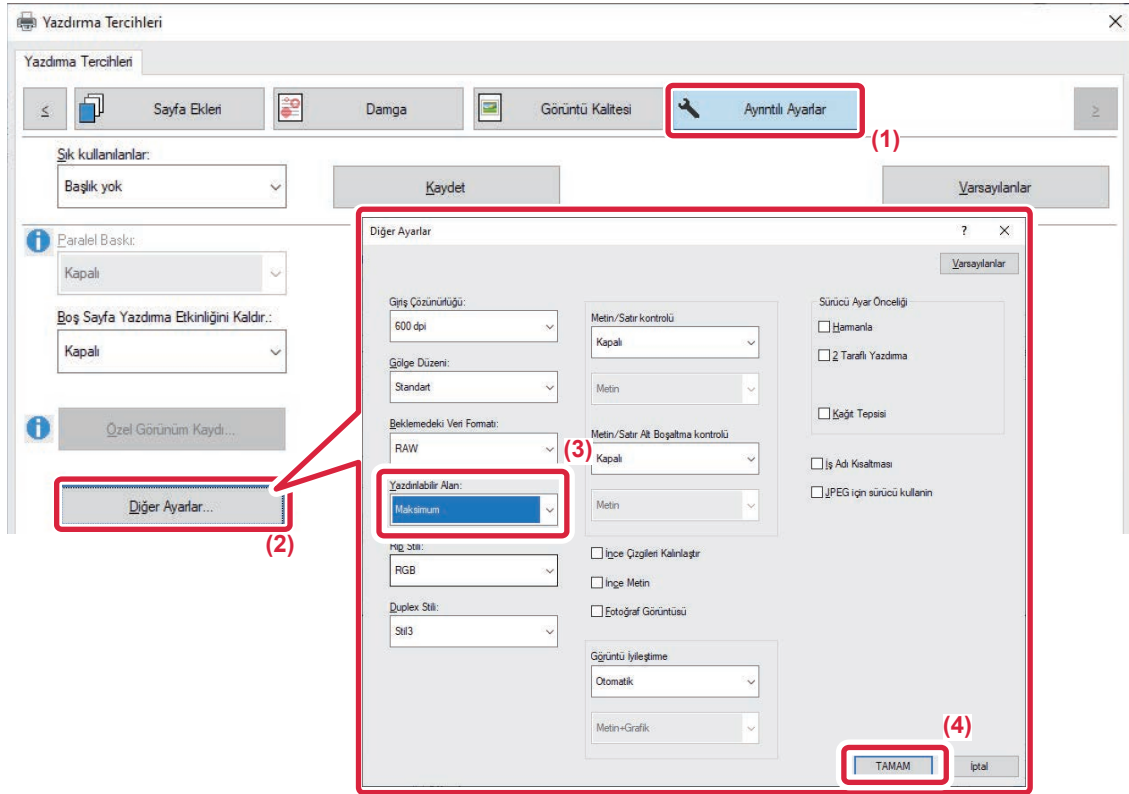 Yazdırma Tercihleri
Yazdırma Tercihleri
≤
Sayfa Ekleri
Damga
Görüntü Kalitesi
Ayrıntılı Ayarlar
≥
(1)
Sık kullanılanlar:
Başlık yok
Kaydet
Varsayılanlar
Paralel Baskı:
Kapalı
Boş Sayfa Yazdırma Etkinliğini Kaldır.:
Kapalı
Özel Görünüm Kaydı...
Diğer Ayarlar...
(2)
Diğer Ayarlar
?
Varsayılanlar
Giriş Çözünürlüğü:
600 dpi
Gölge Düzeni:
Standart
Beklemedeki Veri Formatı:
RAW
(3)
Yazdırılabilir Alan:
Maksimum
Rip Stili:
RGB
Duplex Stili:
Stil3
Metin/Satır kontrolü
Kapalı
Metin
Metin/Satır Alt Boşaltma kontrolü
Kapalı
Metin
İnce Çizgileri Kalınlaştır
İnce Metin
Fotoğraf Görüntüsü
Görüntü İyileştirme
Otomatik
Metin+Grafik
Sürücü Ayar Önceliği
Hamanla
2 Taraflı Yazdırma
Kağıt Tepsisi
İş Adı Kısaltması
JPEG için sürücü kullanin
(4)
TAMAM
İptal